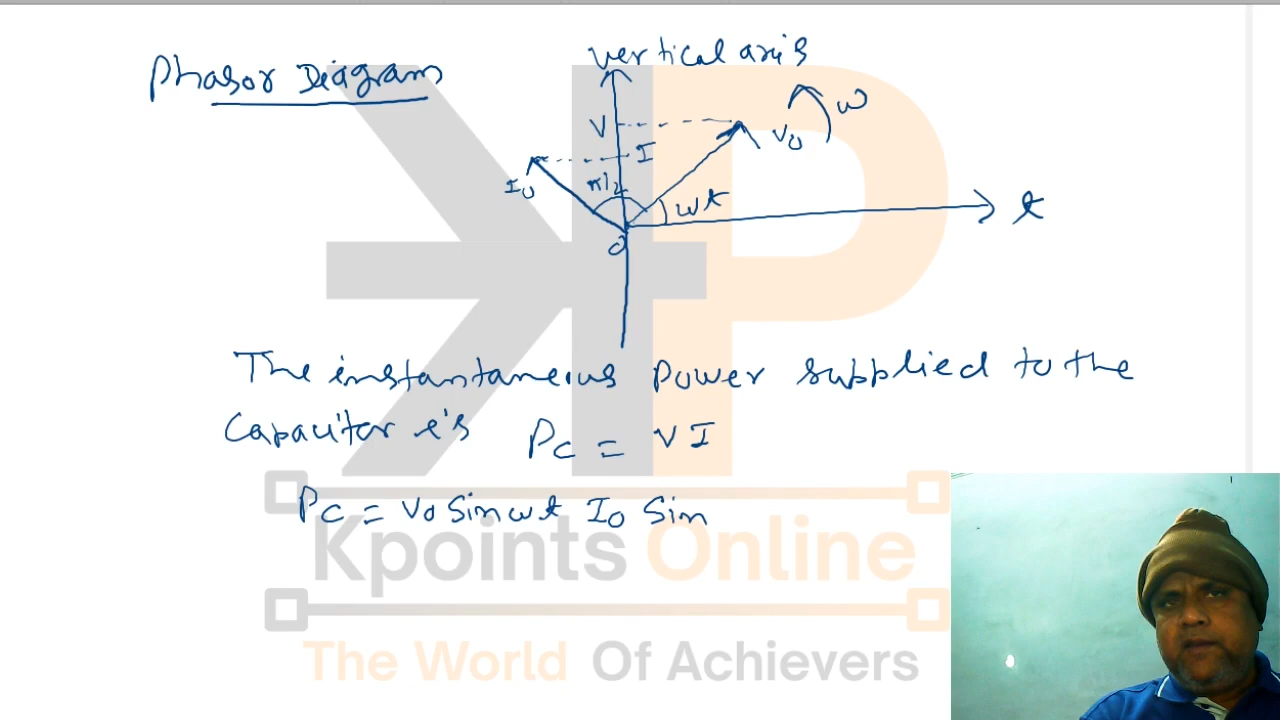 Phasor Diagram
vertical axis
V
I
I0
π/2
V0
ω
ωt
t
O
The instantaneous power supplied to the
Capacitor is PC = VI
PC = V0 Sin ωt I0 Sin
Kpoints Online
The World Of Achievers